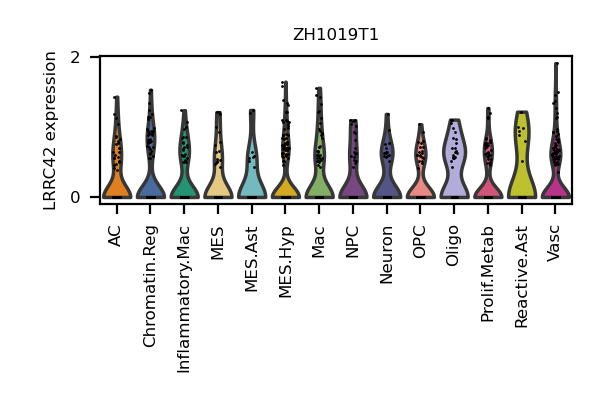 ZH1019T1
LRRC42 expression
2
0
AC
Chromatin.Reg
Inflammatory.Mac
MES
MES.Ast
MES.Hyp
Mac
NPC
Neuron
OPC
Oligo
Prolif.Metab
Reactive.Ast
Vasc